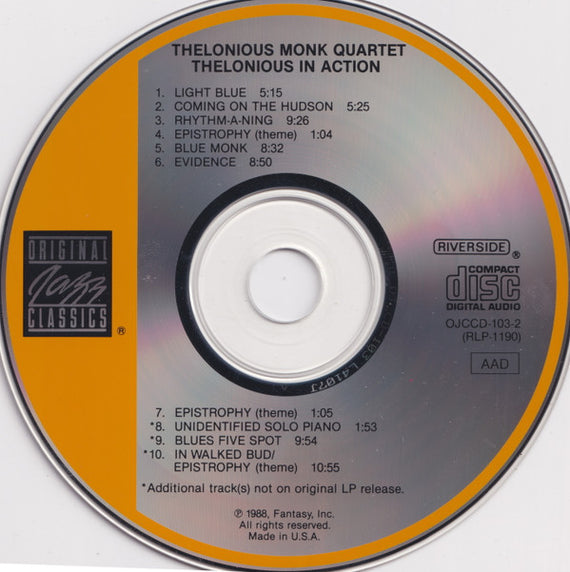 THELONIOUS MONK QUARTET
THELONIOUS IN ACTION
1. LIGHT BLUE 5:15
2. COMING ON THE HUDSON 5:25
3. RHYTHM-A-NING 9:26
4. EPISTROPHY (theme) 1:04
5. BLUE MONK 8:32
6. EVIDENCE 8:50
ORIGINAL
Jazz
CLASSICS
®
RIVERSIDE ®
COMPACT
disc
DIGITAL AUDIO
OJCCD-103-2
(RLP-1190)
AAD
7. EPISTROPHY (theme) 1:05
*8. UNIDENTIFIED SOLO PIANO 1:53
*9. BLUES FIVE SPOT 9:54
*10. IN WALKED BUD/
EPISTROPHY (theme) 10:55
*Additional track(s) not on original LP release.
℗ 1988, Fantasy, Inc.
All rights reserved.
Made in U.S.A.